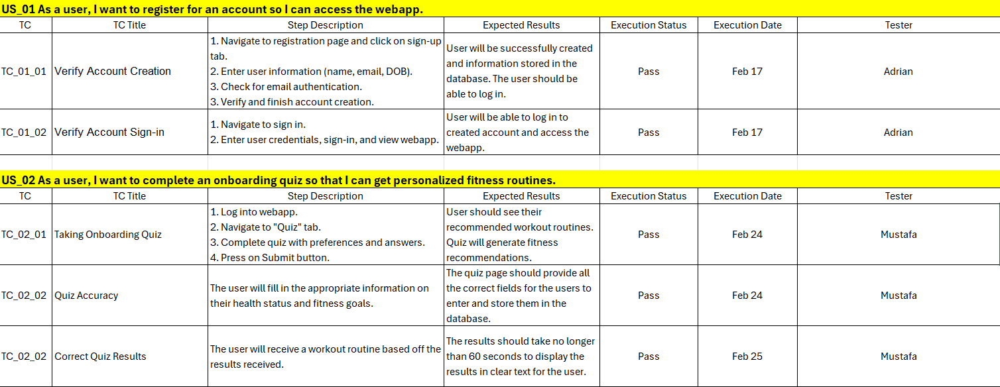 US_01 As a user, I want to register for an account so I can access the webapp.
TC TC Title Step Description Expected Results Execution Status Execution Date Tester
TC_01_01 Verify Account Creation
1. Navigate to registration page and click on sign-up
tab.
2. Enter user information (name, email, DOB).
3. Check for email authentication.
3. Verify and finish account creation.
User will be successfully created
and information stored in the
database. The user should be
able to log in.
Pass Feb 17 Adrian
TC_01_02 Verify Account Sign-in
1. Navigate to sign in.
2. Enter user credentials, sign-in, and view webapp.
User will be able to log in to
created account and access the
webapp.
Pass Feb 17 Adrian
US_02 As a user, I want to complete an onboarding quiz so that I can get personalized fitness routines.
TC TC Title Step Description Expected Results Execution Status Execution Date Tester
TC_02_01 Taking Onboarding Quiz
1. Log into webapp.
2. Navigate to "Quiz" tab.
3. Complete quiz with preferences and answers.
4. Press on Submit button.
User should see their
recommended workout routines.
Quiz will generate fitness
recommendations.
Pass Feb 24 Mustafa
TC_02_02 Quiz Accuracy
The user will fill in the appropriate information on
their health status and fitness goals.
The quiz page should provide all
the correct fields for the users to
enter and store them in the
database.
Pass Feb 24 Mustafa
TC_02_02 Correct Quiz Results
The user will receive a workout routine based off the
results received.
The results should take no longer
than 60 seconds to display the
results in clear text for the user.
Pass Feb 25 Mustafa